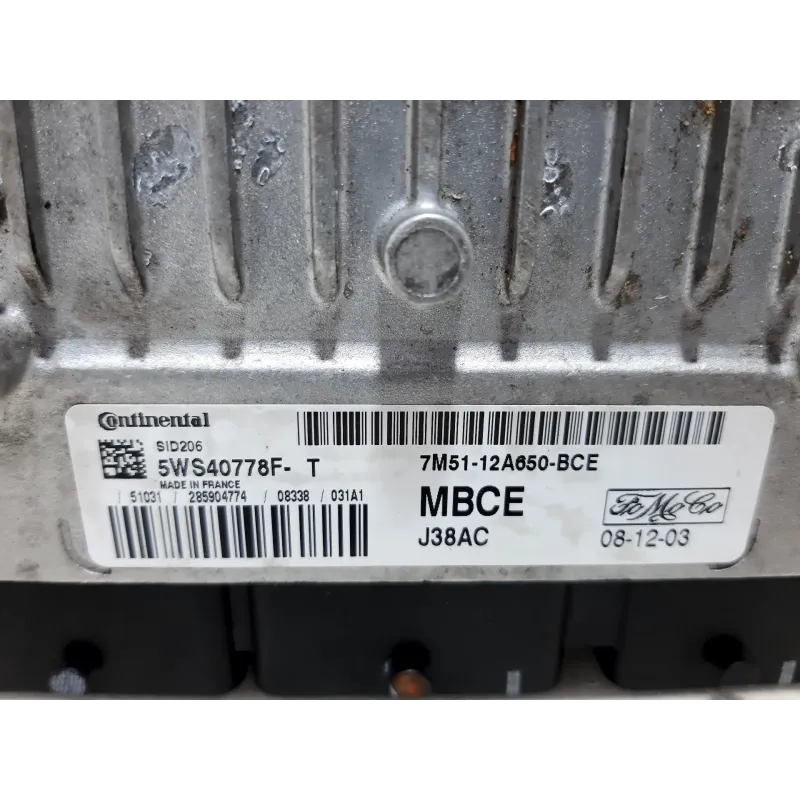 Continental
SID206
5WS40778F- T
MADE IN FRANCE
/ 51031 / 285904774 / 08338 / 031A1
7M51-12A650-BCE
MBCE
FoMoCo
J38AC
08-12-03